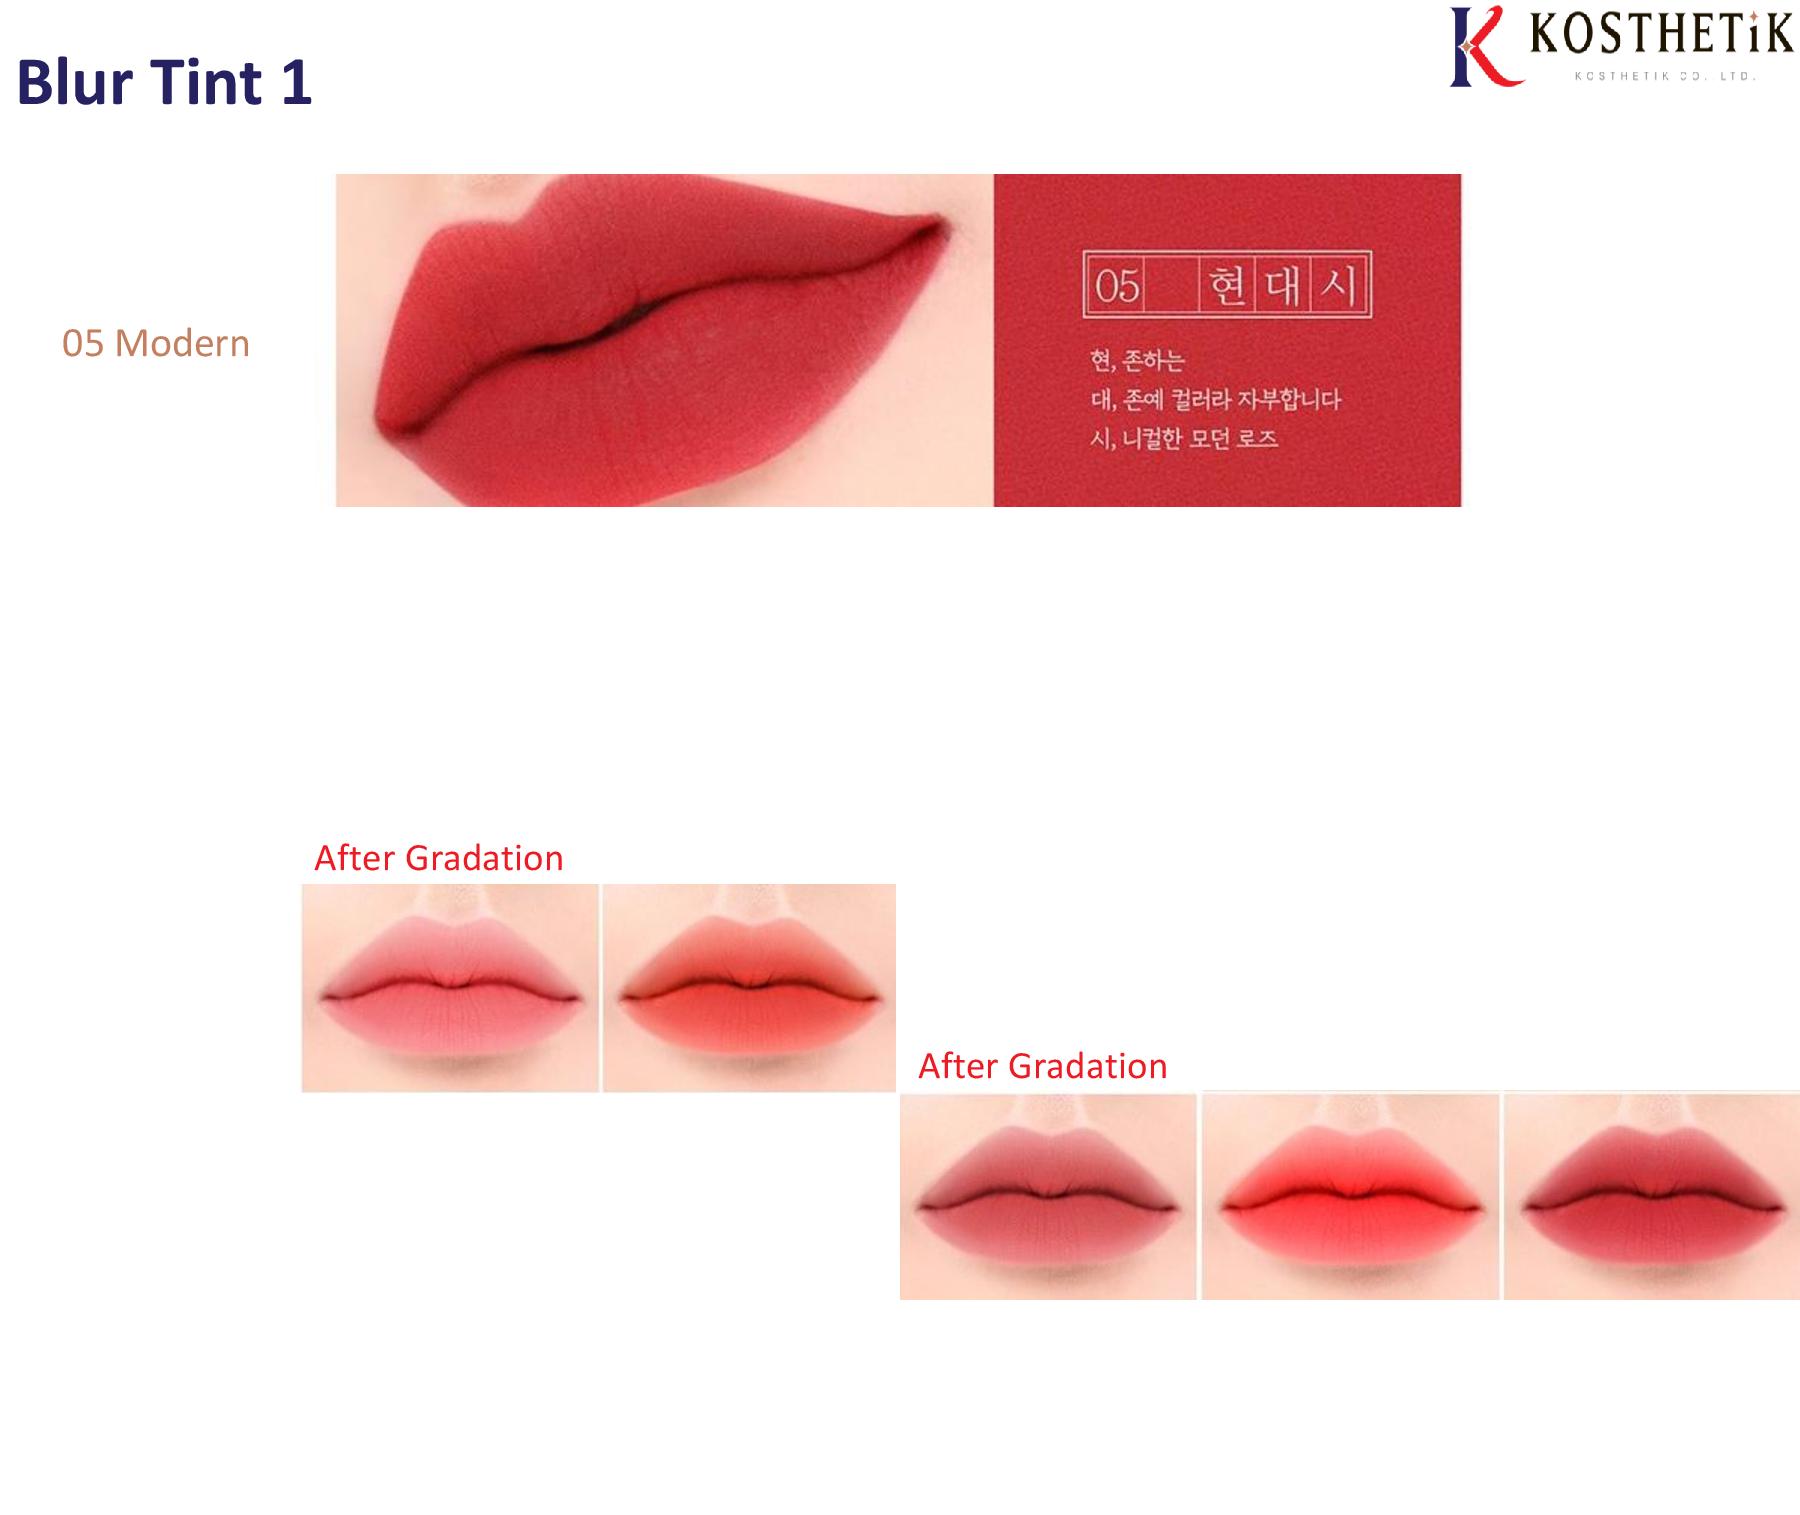 Blur Tint 1
KOSTHETiK
KOSTHETIK CO. LTD.
05 Modern
05 현대시
현, 존하는
대, 존예 컬러라 자부합니다
시, 니컬한 모던 로즈
After Gradation
After Gradation